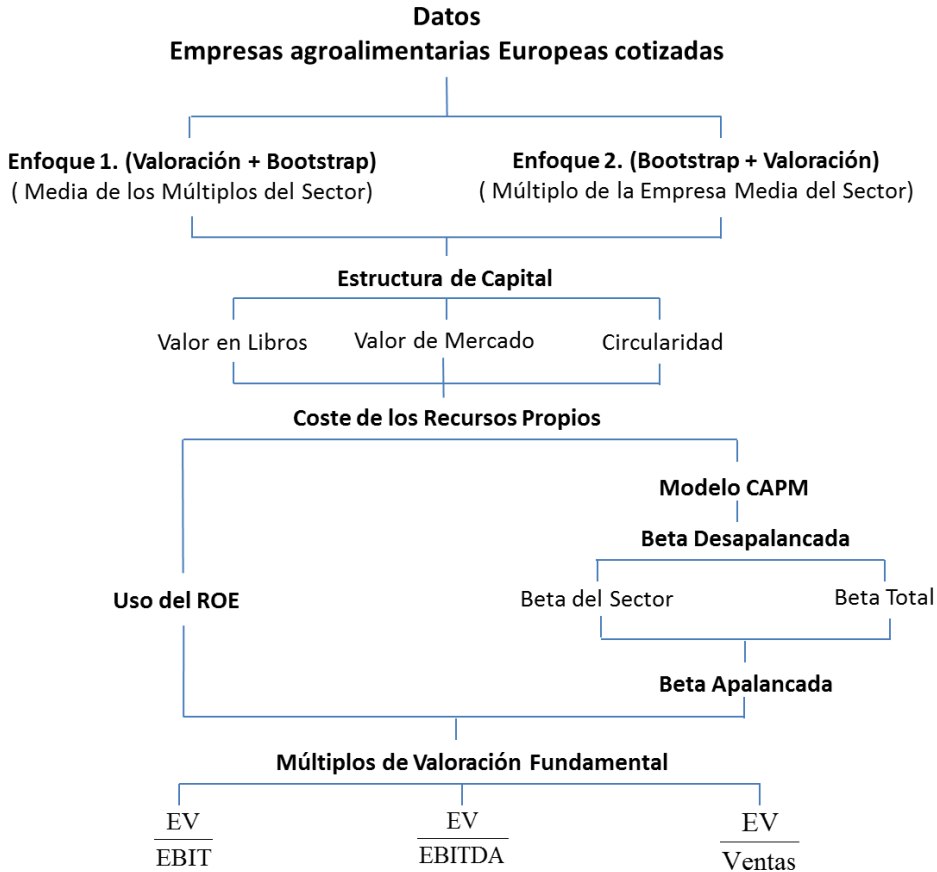 Datos
Empresas agroalimentarias Europeas cotizadas
Enfoque 1. (Valoración + Bootstrap)
( Media de los Múltiplos del Sector)
Enfoque 2. (Bootstrap + Valoración)
( Múltiplo de la Empresa Media del Sector)
Estructura de Capital
Valor en Libros
Valor de Mercado
Circularidad
Coste de los Recursos Propios
Modelo CAPM
Beta Desapalancada
Uso del ROE
Beta del Sector
Beta Total
Beta Apalancada
Múltiplos de Valoración Fundamental
EV
EBIT
EV
EBITDA
EV
Ventas